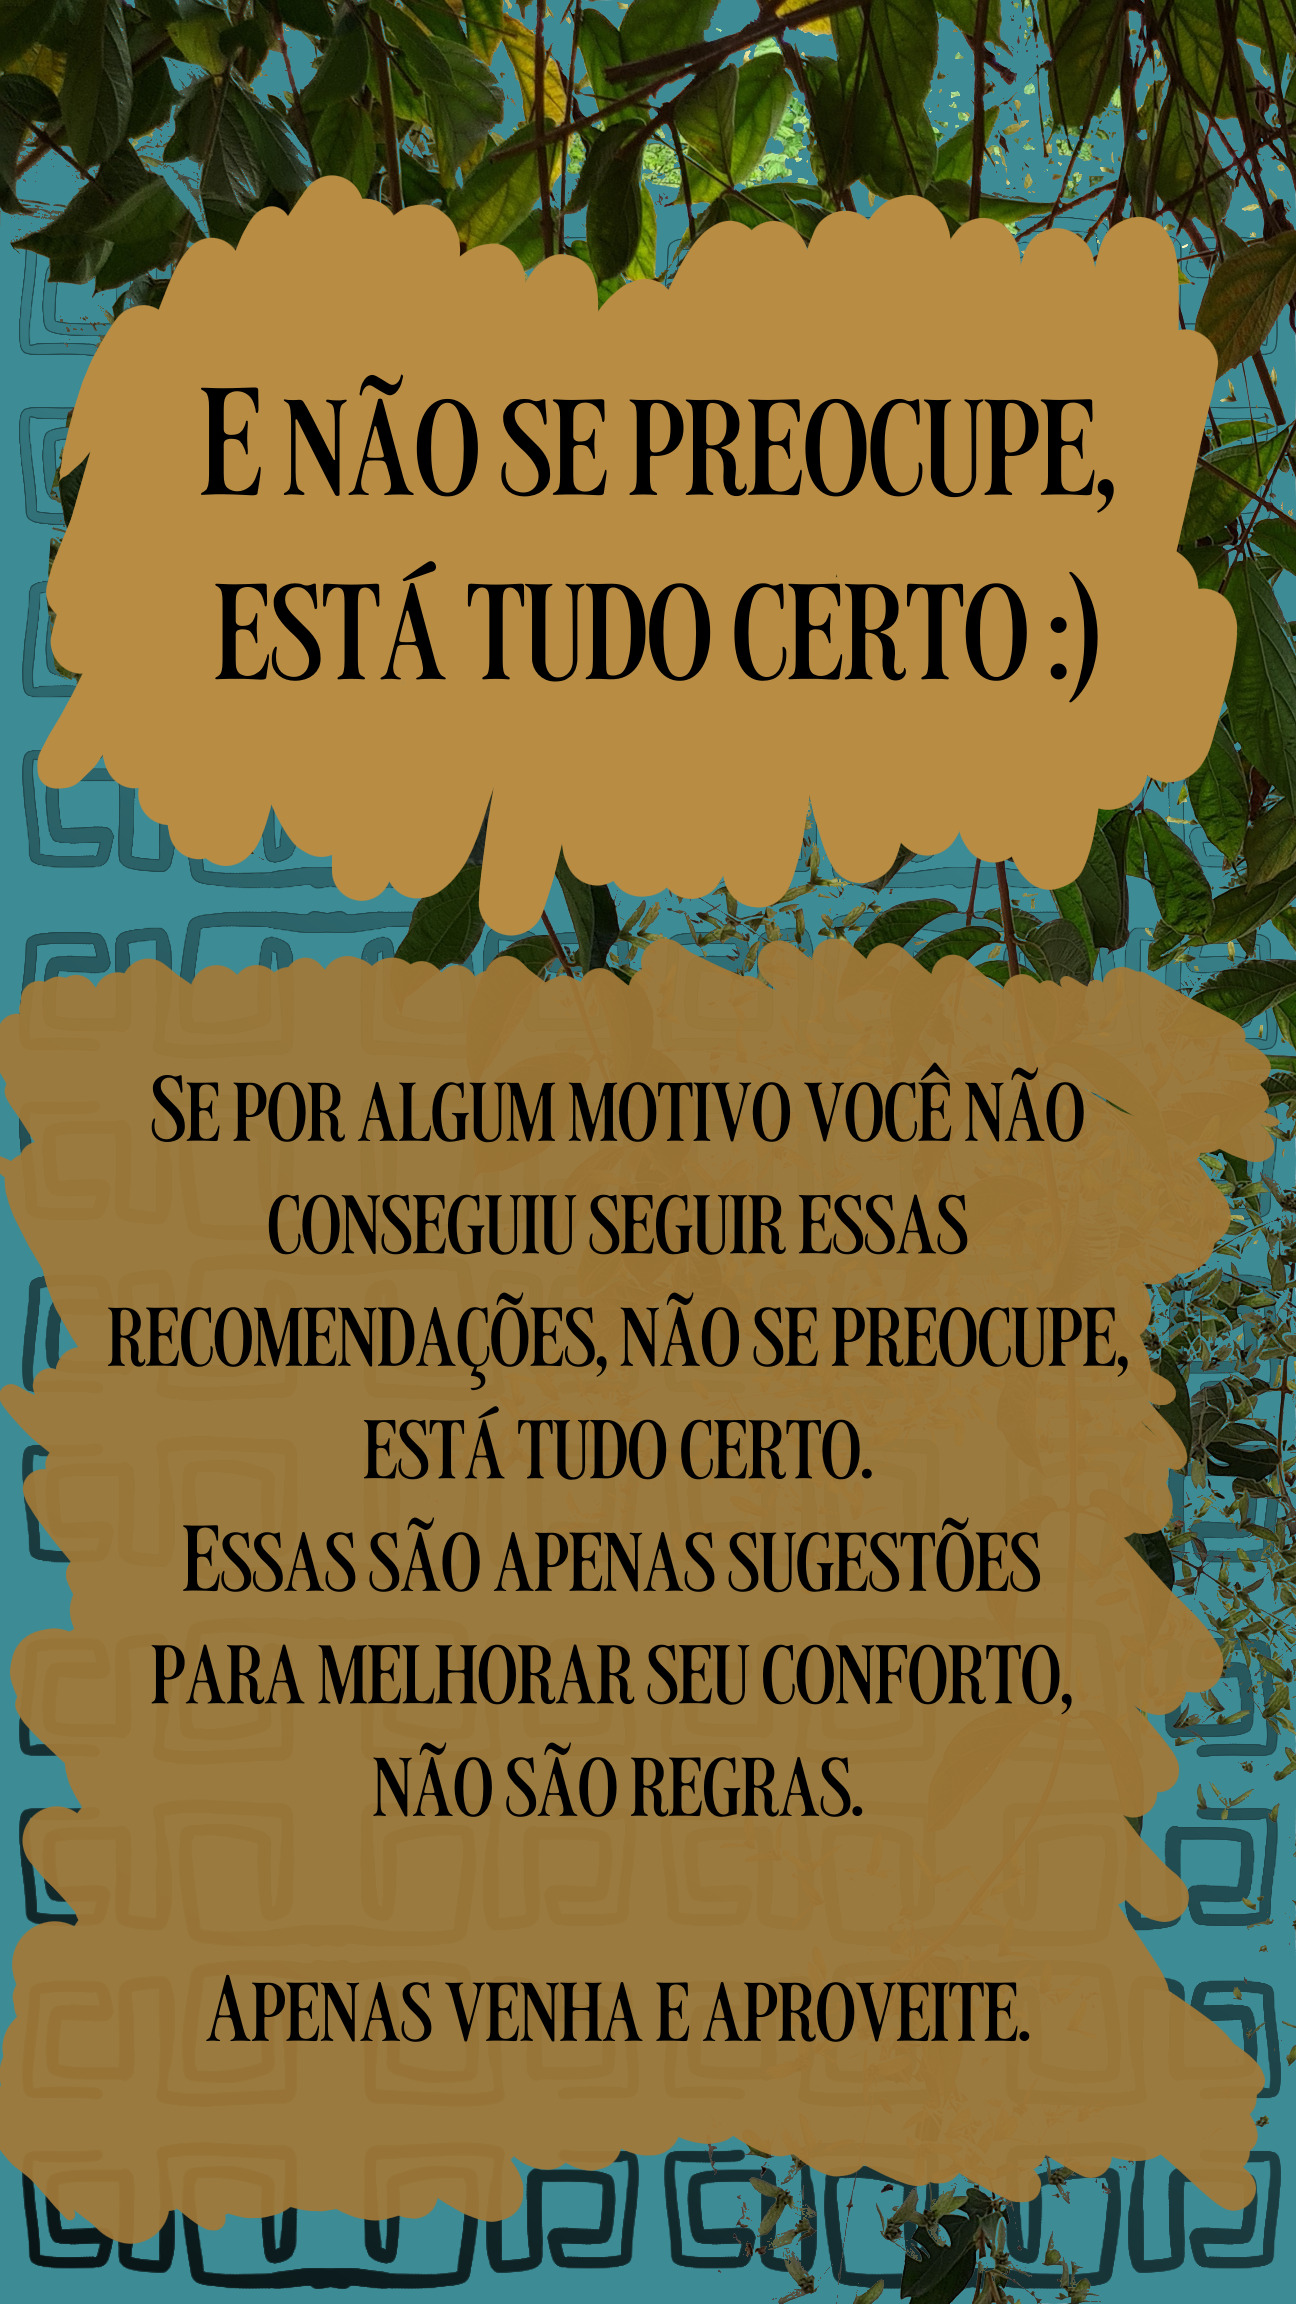 E NÃO SE PREOCUPE,
ESTÁ TUDO CERTO :)
SE POR ALGUM MOTIVO VOCÊ NÃO
CONSEGUIU SEGUIR ESSAS
RECOMENDAÇÕES, NÃO SE PREOCUPE,
ESTÁ TUDO CERTO.
ESSAS SÃO APENAS SUGESTÕES
PARA MELHORAR SEU CONFORTO,
NÃO SÃO REGRAS.
APENAS VENHA E APROVEITE.